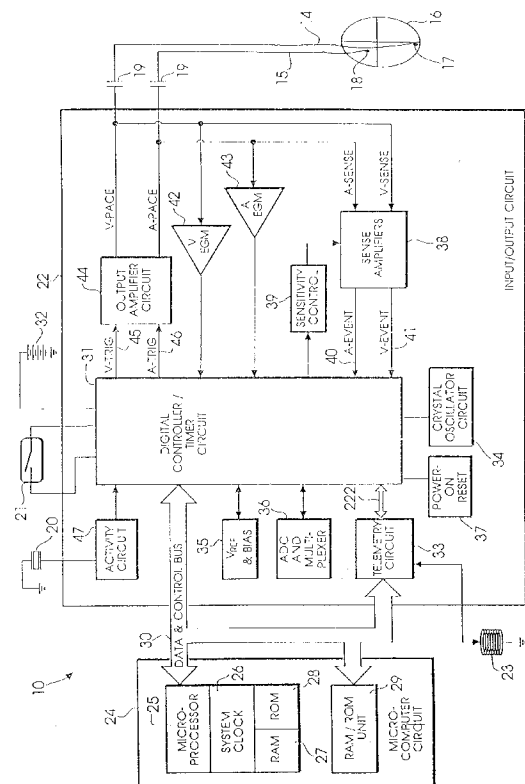 10
24
25
MICRO-
PROCESSOR
SYSTEM
CLOCK
26
RAM
ROM
27
28
RAM / ROM
UNIT
29
MICRO-
COMPUTER
CIRCUIT
30
DATA & CONTROL BUS
20
21
32
22
47
ACTIVITY
CIRCUIT
35
VREF
& BIAS
36
ADC AND
MULTI-
PLEXER
222
TELEMETRY
CIRCUIT
33
23
31
DIGITAL
CONTROLLER /
TIMER
CIRCUIT
POWER-
ON
RESET
37
CRYSTAL
OSCILLATOR
CIRCUIT
34
V-TRIG
45
A-TRIG
46
44
OUTPUT
AMPLIFIER
CIRCUIT
V-PACE
A-PACE
42
V
EGM
43
A
EGM
39
SENSITIVITY
CONTROL
40
A-EVENT
V-EVENT
41
SENSE
AMPLIFIERS
38
A-SENSE
V-SENSE
INPUT/OUTPUT CIRCUIT
19
19
14
15
16
17
18